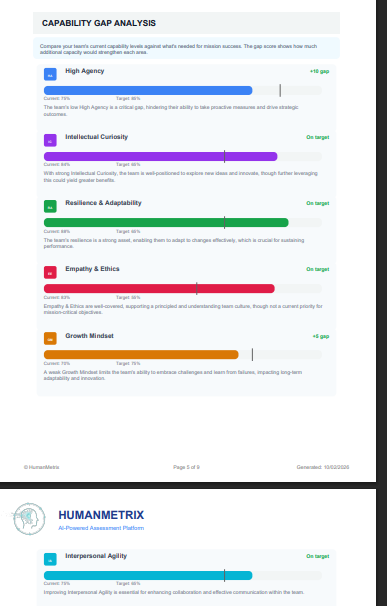 CAPABILITY GAP ANALYSIS
Compare your team's current capability levels against what's needed for mission success. The gap score shows how much
additional capacity would strengthen each area.
High Agency
+10 gap
Current: 75%
Target: 85%
The team's low High Agency is a critical gap, hindering their ability to take proactive measures and drive strategic
outcomes.
Intellectual Curiosity
On target
Current: 84%
Target: 65%
With strong Intellectual Curiosity, the team is well-positioned to explore new ideas and innovate, though further leveraging
this could yield greater benefits.
Resilience & Adaptability
On target
Current: 88%
Target: 65%
The team's resilience is a strong asset, enabling them to adapt to changes effectively, which is crucial for sustaining
performance.
Empathy & Ethics
On target
Current: 83%
Target: 55%
Empathy & Ethics are well-covered, supporting a principled and understanding team culture, though not a current priority for
mission-critical objectives.
Growth Mindset
+5 gap
Current: 70%
Target: 75%
A weak Growth Mindset limits the team's ability to embrace challenges and learn from failures, impacting long-term
adaptability and innovation.
© HumanMetrix
Page 5 of 9
Generated: 10/02/2026
HUMANMETRIX
AI-Powered Assessment Platform
Interpersonal Agility
On target
Current: 75%
Target: 65%
Improving Interpersonal Agility is essential for enhancing collaboration and effective communication within the team.